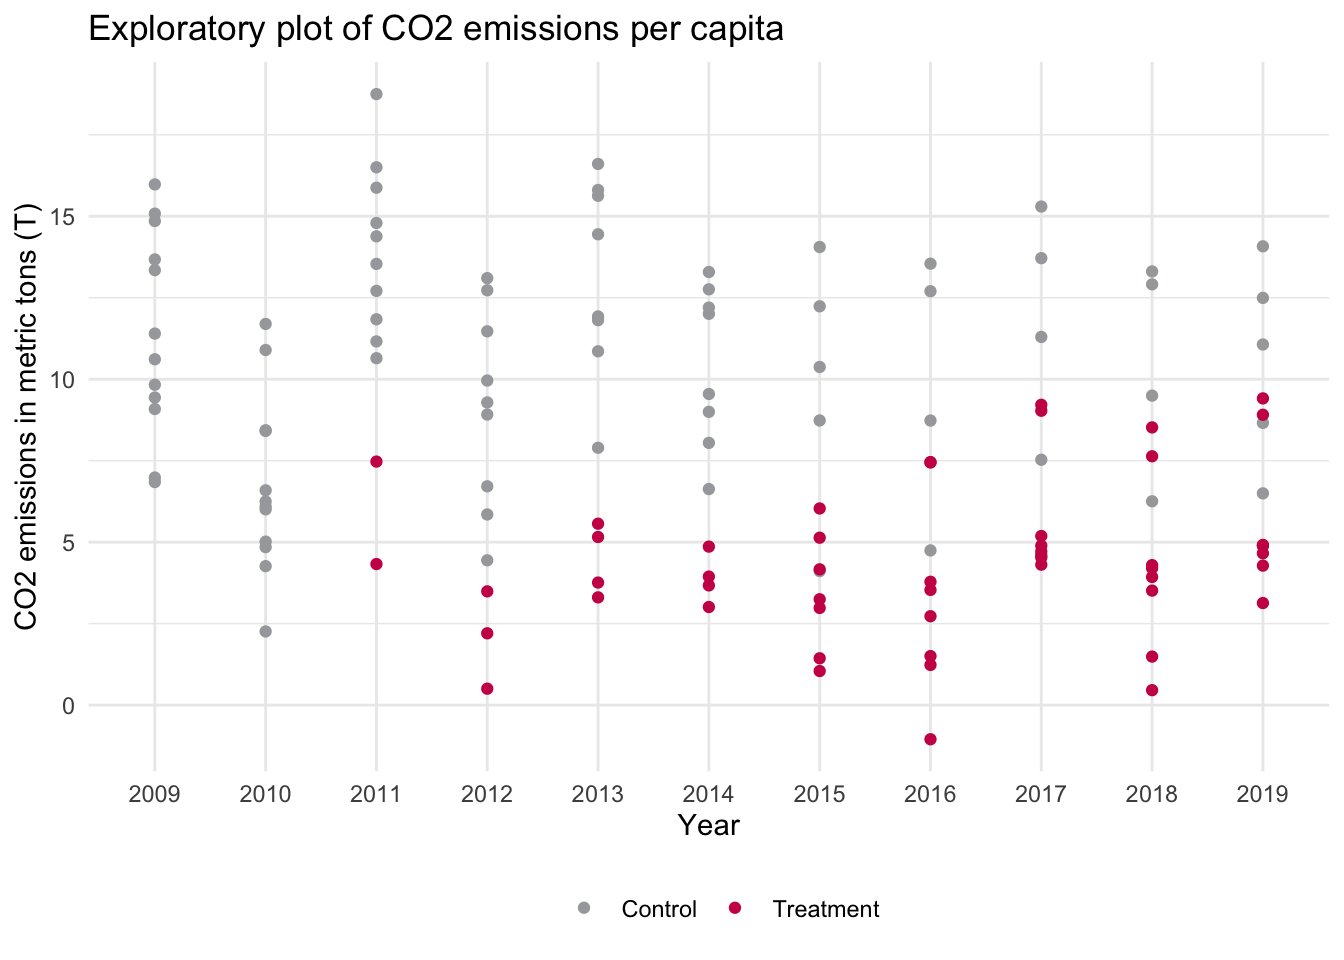 Exploratory plot of CO2 emissions per capita
CO2 emissions in metric tons (T)
15
10
5
0
2009 2010 2011 2012 2013 2014 2015 2016 2017 2018 2019
Year
Control Treatment